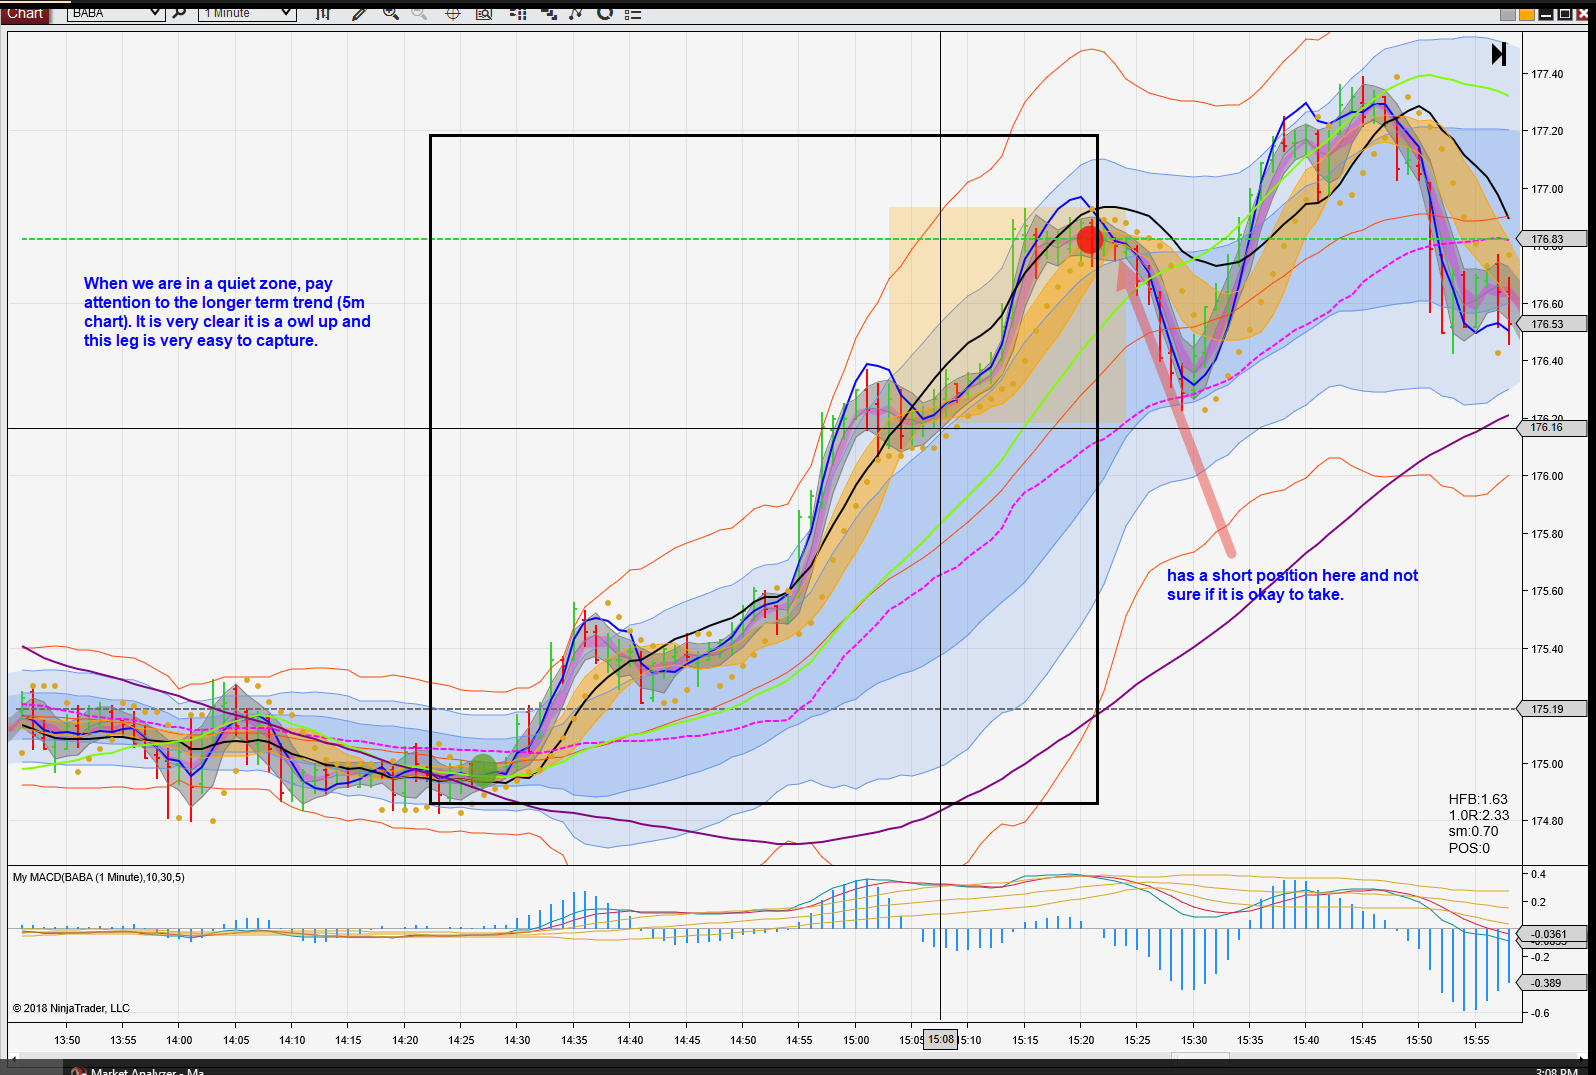 Chart
BABA
1 Minute
177.40
177.20
177.00
176.83
176.60
176.53
176.40
176.20
176.16
176.00
175.80
175.60
175.40
175.19
175.00
174.80
When we are in a quiet zone, pay
attention to the longer term trend (5m
chart). It is very clear it is a owl up and
this leg is very easy to capture.
has a short position here and not
sure if it is okay to take.
HFB:1.63
1.0R:2.33
sm:0.70
POS:0
My MACD(BABA (1 Minute),10,30,5)
0.4
0.2
-0.0361
-0.2
-0.389
-0.6
© 2018 NinjaTrader, LLC
13:50 13:55 14:00 14:05 14:10 14:15 14:20 14:25 14:30 14:35 14:40 14:45 14:50 14:55 15:00 15:08 15:10 15:15 15:20 15:25 15:30 15:35 15:40 15:45 15:50 15:55
Market Analyzer - Ma
3:08 PM